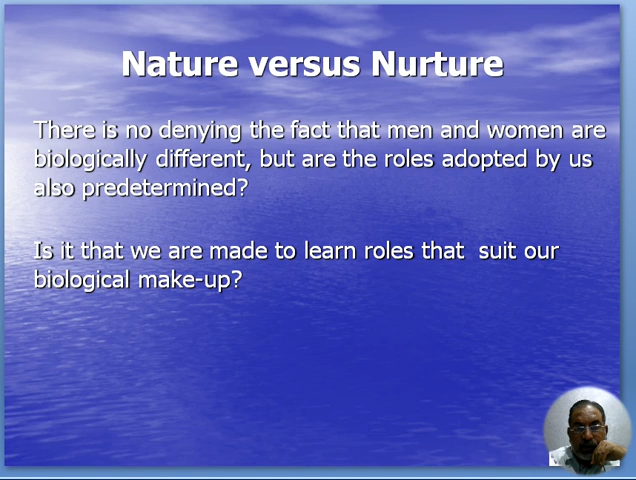 Nature versus Nurture
There is no denying the fact that men and women are
biologically different, but are the roles adopted by us
also predetermined?
Is it that we are made to learn roles that  suit our
biological make-up?